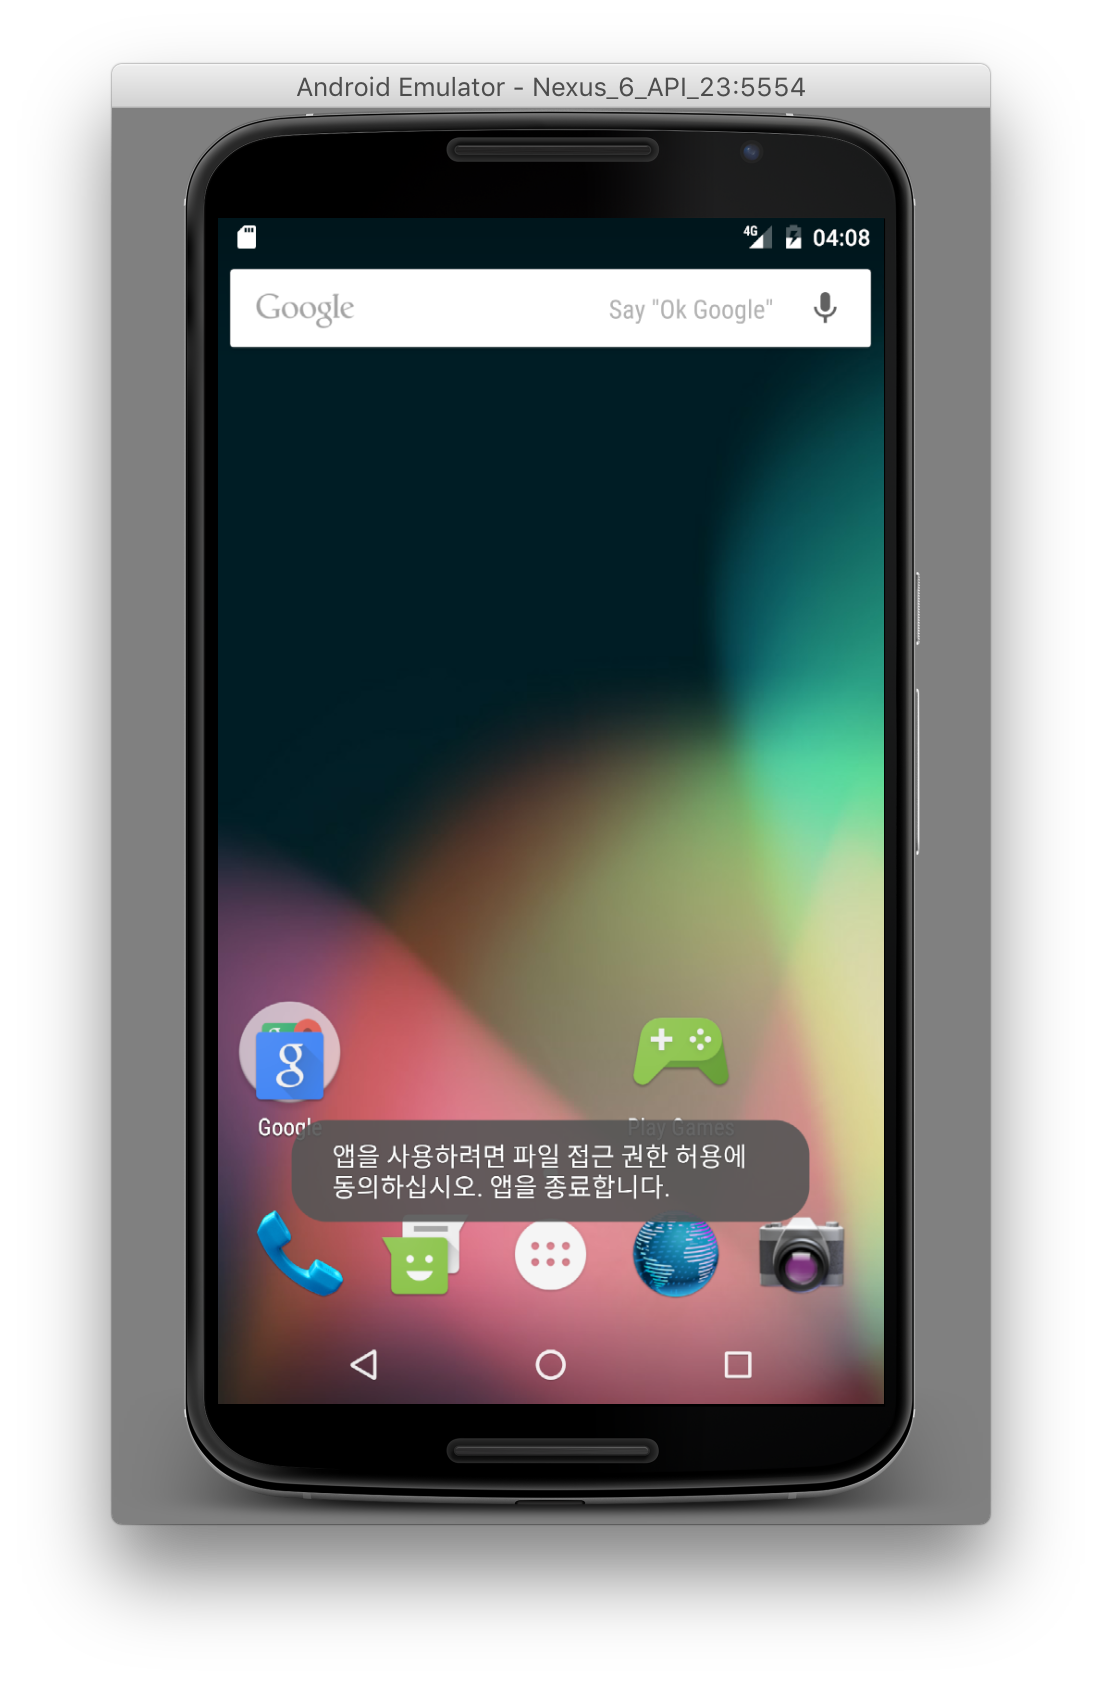 Android Emulator - Nexus_6_API_23:5554
4G 04:08
Google Say "Ok Google"
g
Google Play Games
앱을 사용하려면 파일 접근 권한 허용에
동의하십시오. 앱을 종료합니다.